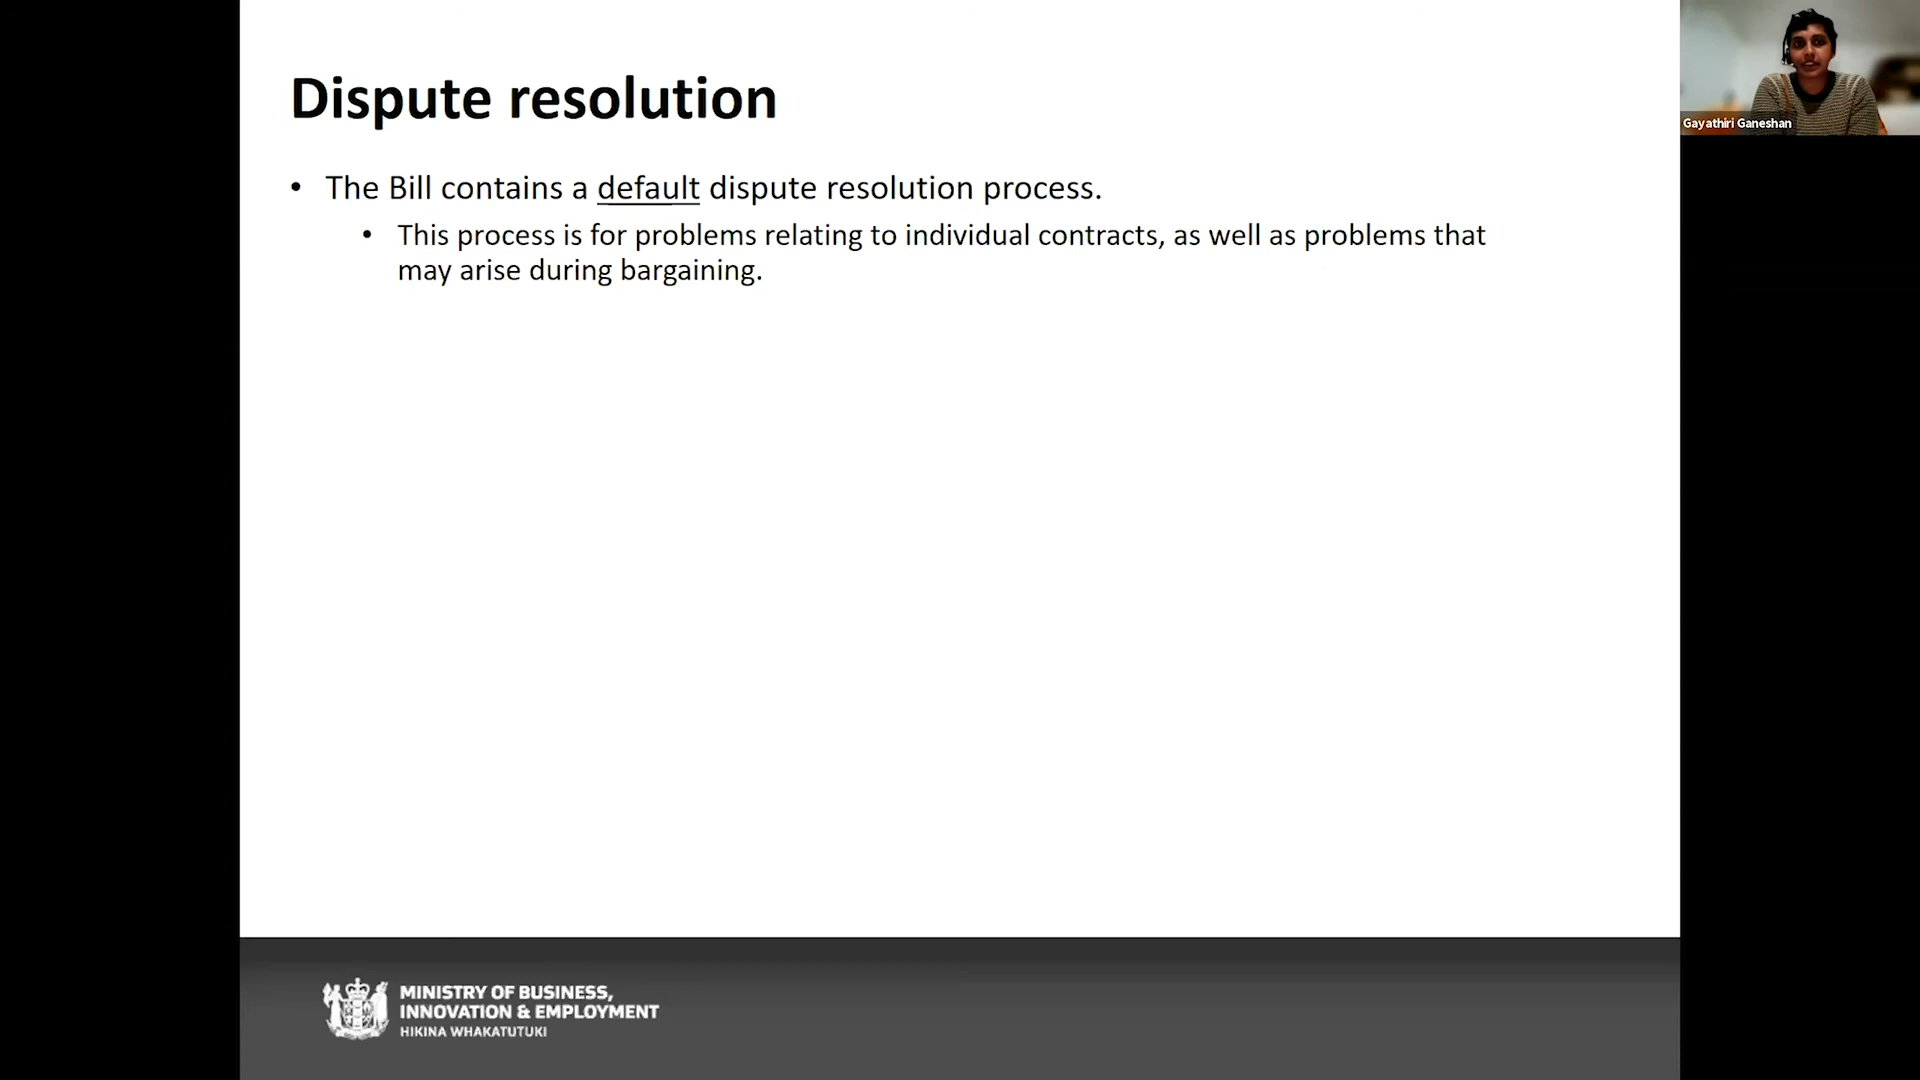 Dispute resolution
• The Bill contains a default dispute resolution process.
• This process is for problems relating to individual contracts, as well as problems that
may arise during bargaining.
Gayathiri Ganeshan
MINISTRY OF BUSINESS,
INNOVATION & EMPLOYMENT
HIKINA WHAKATUTUKI